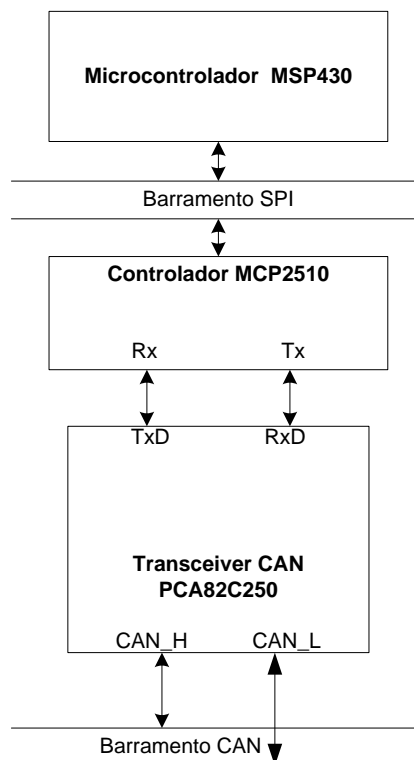 Microcontrolador MSP430
Barramento SPI
Controlador MCP2510
Rx Tx
TxD RxD
Transceiver CAN
PCA82C250
CAN_H CAN_L
Barramento CAN